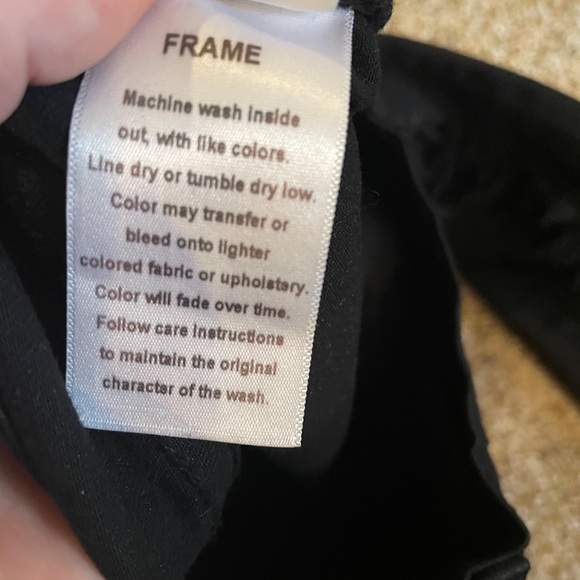 FRAME
Machine wash inside
out, with like colors.
Line dry or tumble dry low.
Color may transfer or
bleed onto lighter
colored fabric or upholstery.
Color will fade over time.
Follow care instructions
to maintain the original
character of the wash.